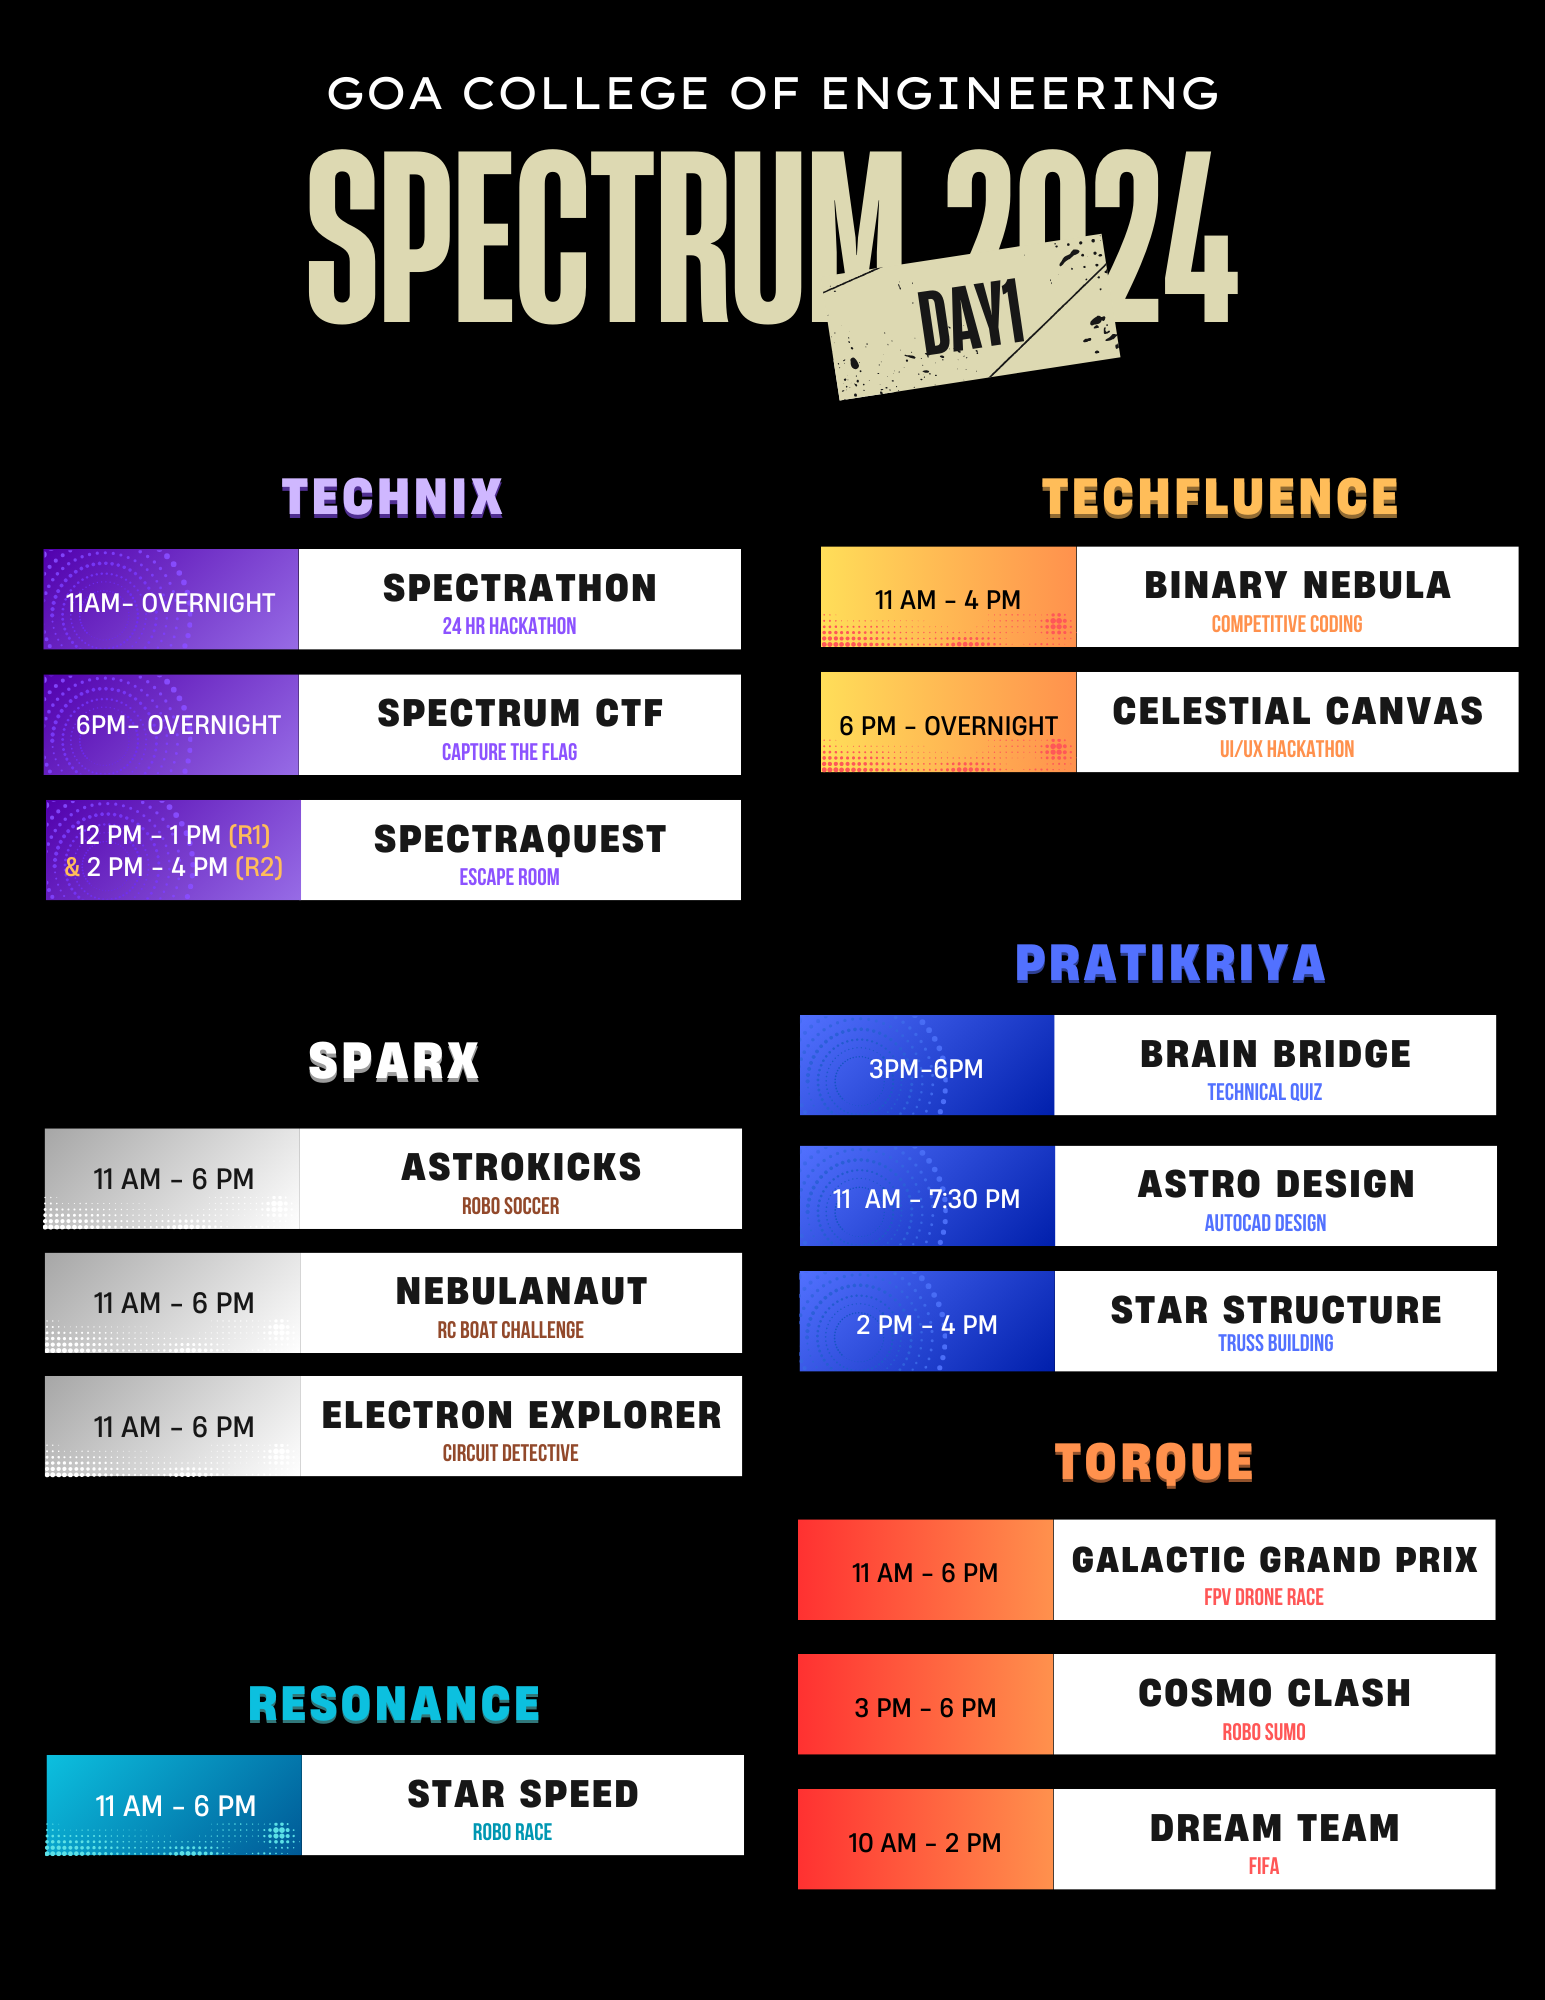 GOA COLLEGE OF ENGINEERING
SPECTRUM 2024
DAY1
TECHNIX
11AM- OVERNIGHT
SPECTRATHON
24 HR HACKATHON
6PM- OVERNIGHT
SPECTRUM CTF
CAPTURE THE FLAG
12 PM - 1 PM (R1)
& 2 PM - 4 PM (R2)
SPECTRAQUEST
ESCAPE ROOM
TECHFLUENCE
11 AM - 4 PM
BINARY NEBULA
COMPETITIVE CODING
6 PM - OVERNIGHT
CELESTIAL CANVAS
UI/UX HACKATHON
SPARX
11 AM - 6 PM
ASTROKICKS
ROBO SOCCER
11 AM - 6 PM
NEBULANAUT
RC BOAT CHALLENGE
11 AM - 6 PM
ELECTRON EXPLORER
CIRCUIT DETECTIVE
PRATIKRIYA
3PM-6PM
BRAIN BRIDGE
TECHNICAL QUIZ
11 AM - 7:30 PM
ASTRO DESIGN
AUTOCAD DESIGN
2 PM - 4 PM
STAR STRUCTURE
TRUSS BUILDING
RESONANCE
11 AM - 6 PM
STAR SPEED
ROBO RACE
TORQUE
11 AM - 6 PM
GALACTIC GRAND PRIX
FPV DRONE RACE
3 PM - 6 PM
COSMO CLASH
ROBO SUMO
10 AM - 2 PM
DREAM TEAM
FIFA